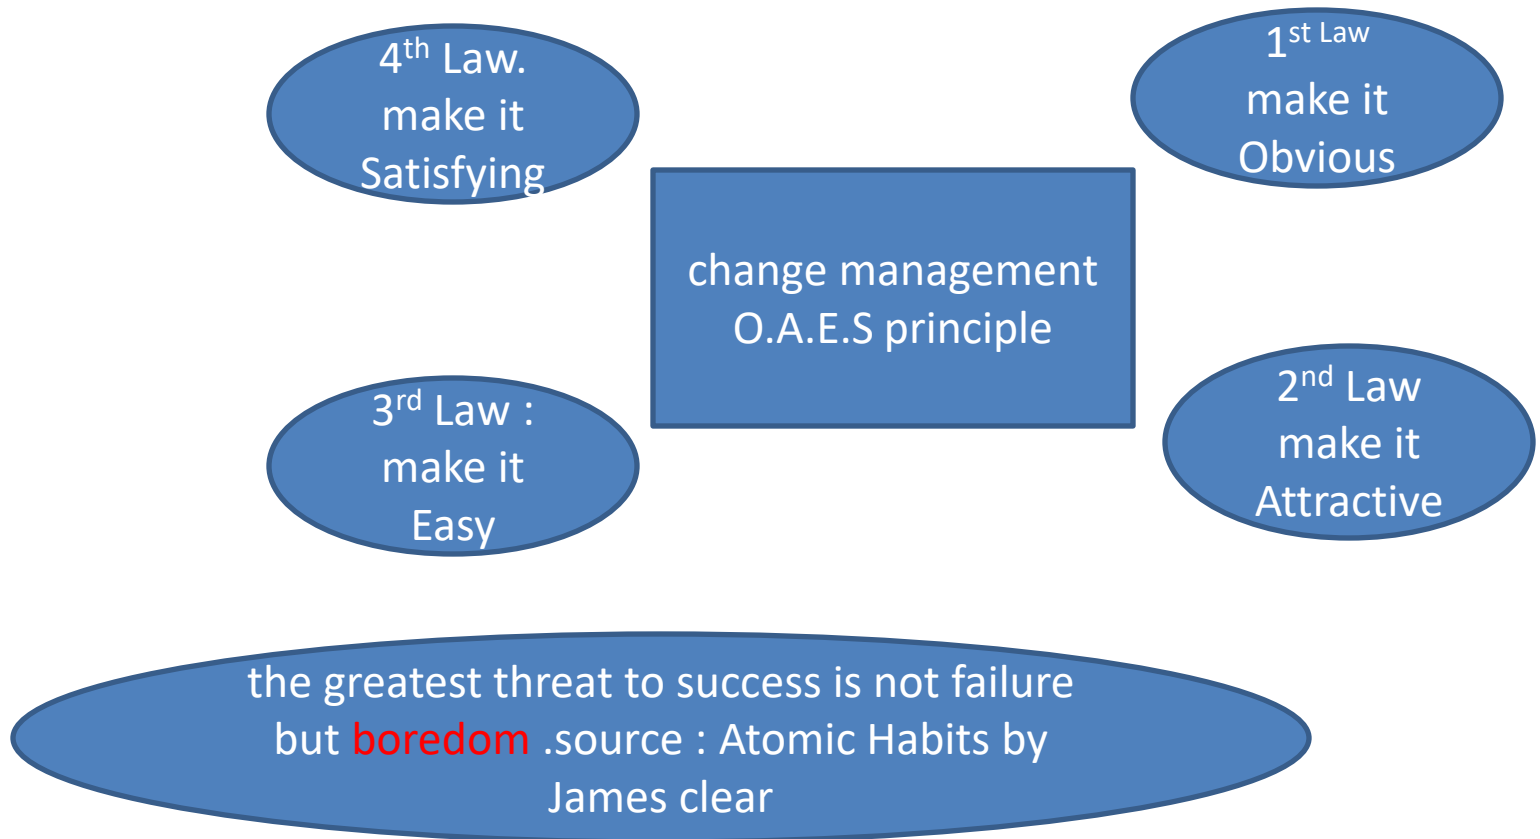 4th Law.
make it
Satisfying
1st Law
make it
Obvious
change management
O.A.E.S principle
3rd Law :
make it
Easy
2nd Law
make it
Attractive
the greatest threat to success is not failure
but boredom .source : Atomic Habits by
James clear